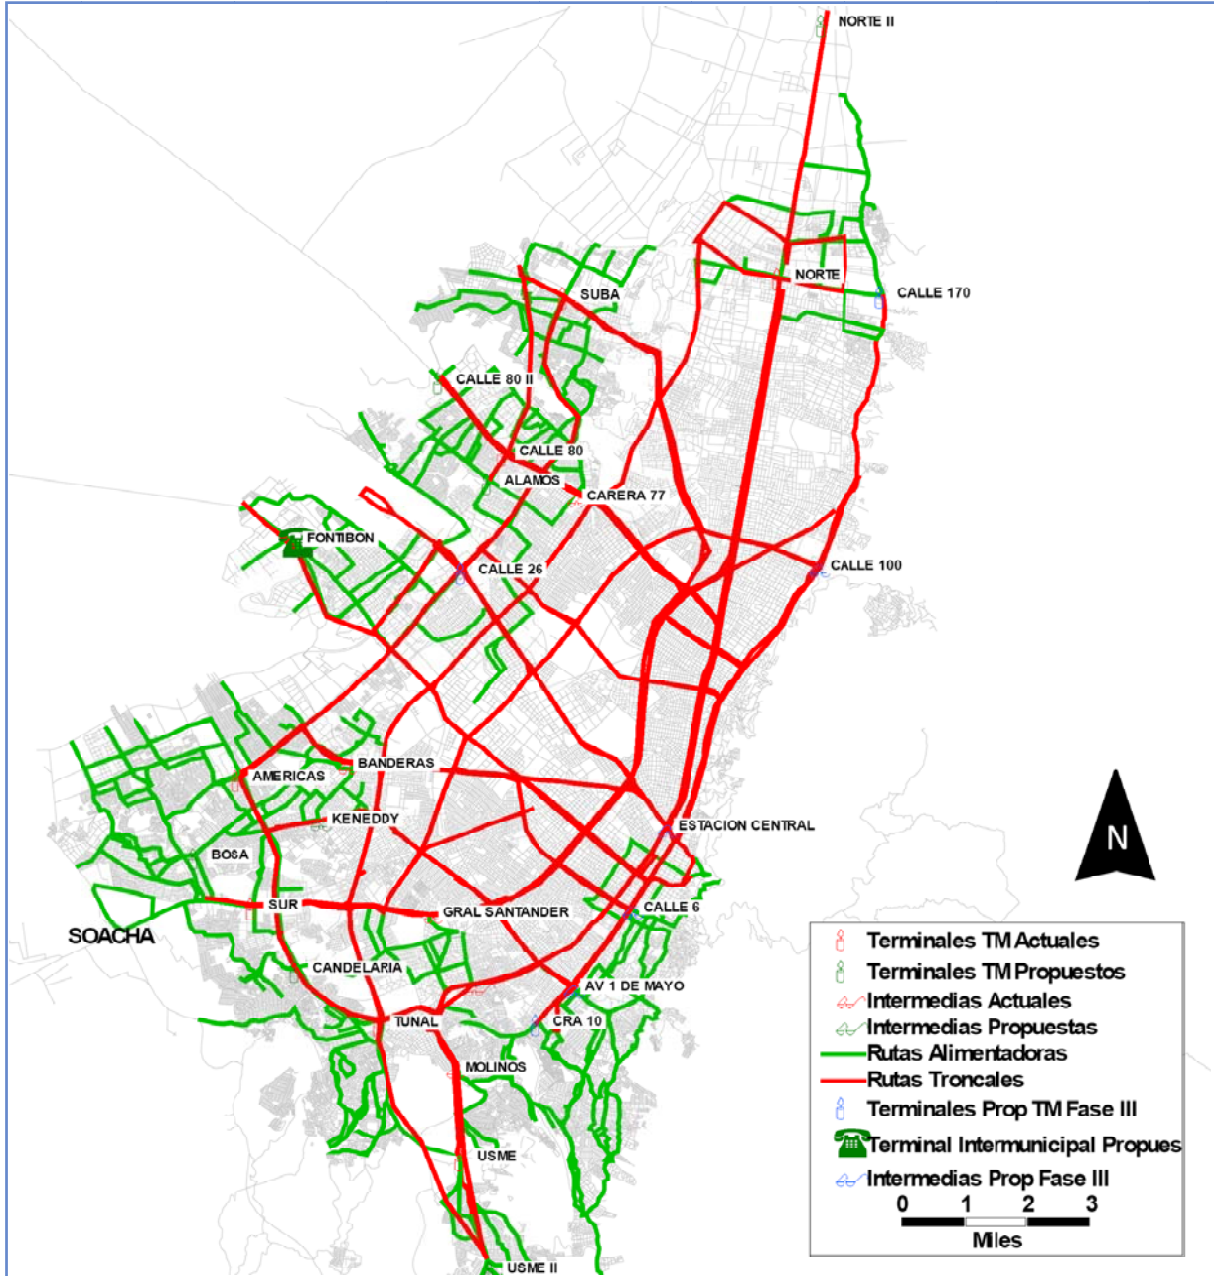 NORTE II
NORTE
CALLE 170
SUBA
CALLE 80 II
CALLE 80
ALAMOS
CARERA 77
FONTIBON
CALLE 26
CALLE 100
BANDERAS
AMERICAS
KENEDDY
ESTACION CENTRAL
BOSA
SUR
GRAL SANTANDER
CALLE 6
SOACHA
CANDELARIA
AV 1 DE MAYO
TUNAL
CRA 10
MOLINOS
USME
USME II
N
Terminales TM Actuales
Terminales TM Propuestos
Intermedias Actuales
Intermedias Propuestas
Rutas Alimentadoras
Rutas Troncales
Terminales Prop TM Fase III
Terminal Intermunicipal Propues
Intermedias Prop Fase III
0 1 2 3
Miles